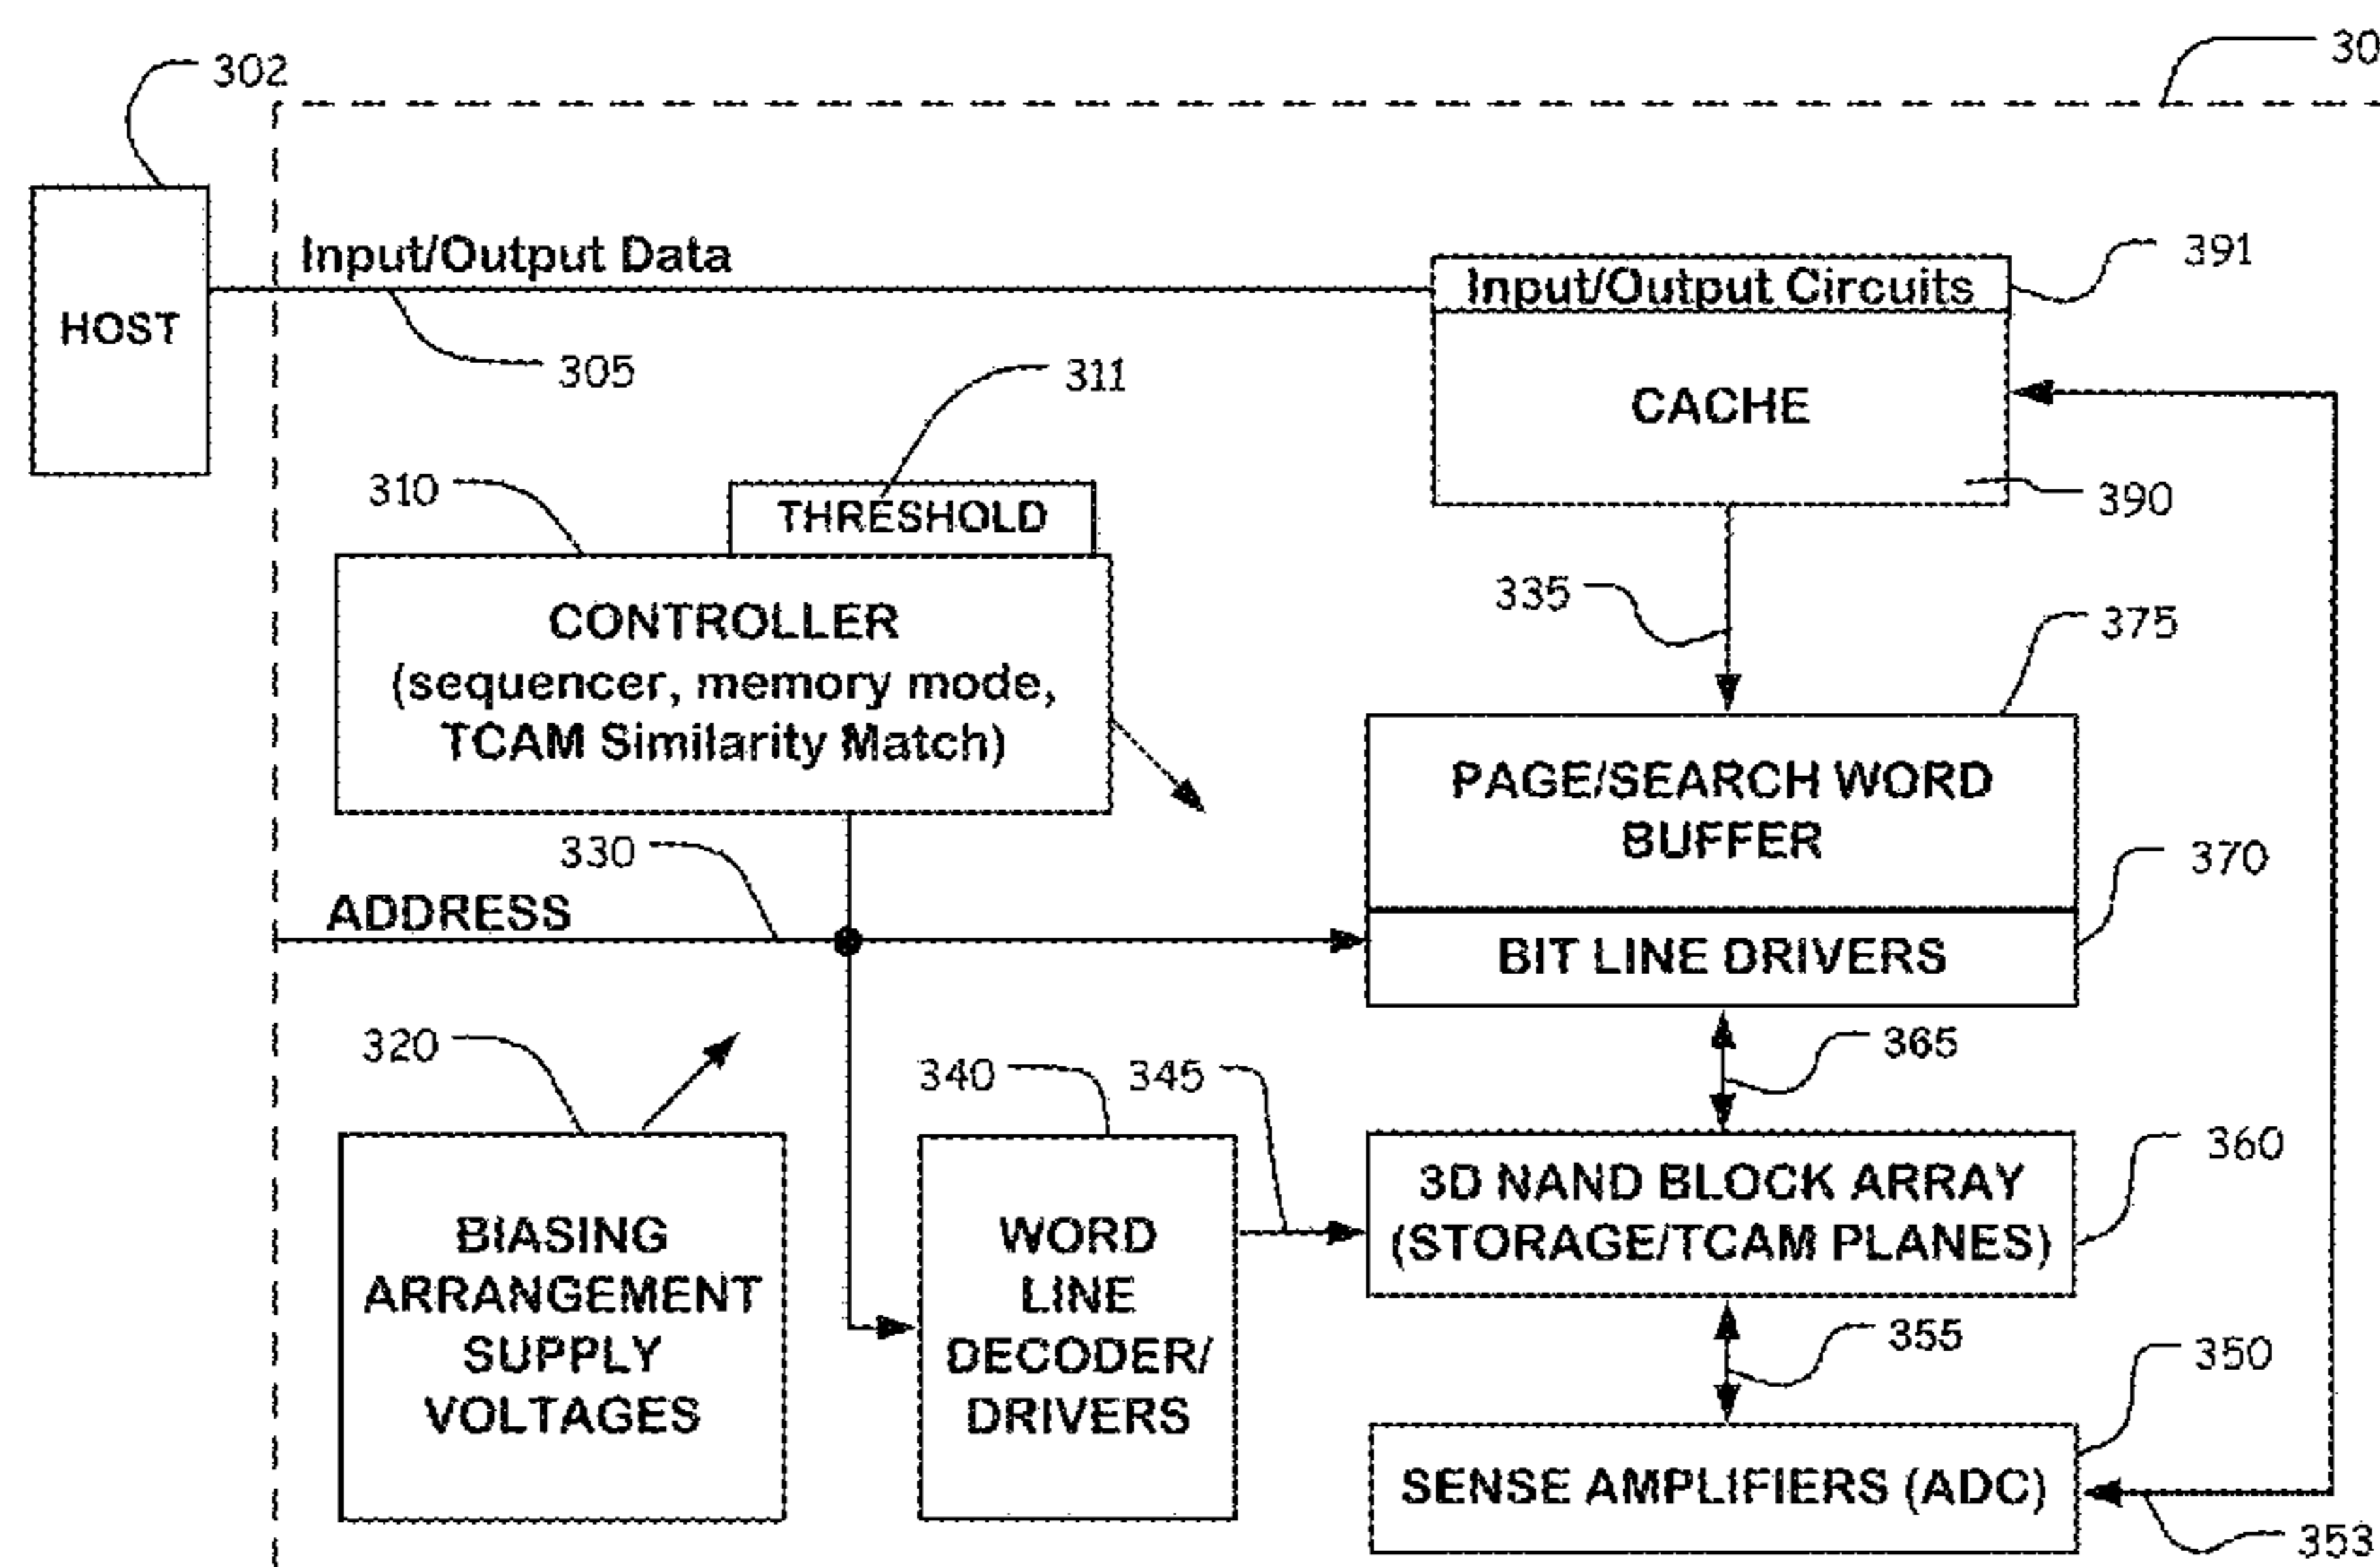 302
30
Input/Output Data
391
Input/Output Circuits
HOST
305
311
CACHE
310
THRESHOLD
390
CONTROLLER
(sequencer, memory mode,
TCAM Similarity Match)
335
375
PAGE/SEARCH WORD
BUFFER
330
370
ADDRESS
BIT LINE DRIVERS
320
340
345
365
360
3D NAND BLOCK ARRAY
(STORAGE/TCAM PLANES)
BIASING
ARRANGEMENT
SUPPLY
VOLTAGES
WORD
LINE
DECODER/
DRIVERS
355
350
SENSE AMPLIFIERS (ADC)
353